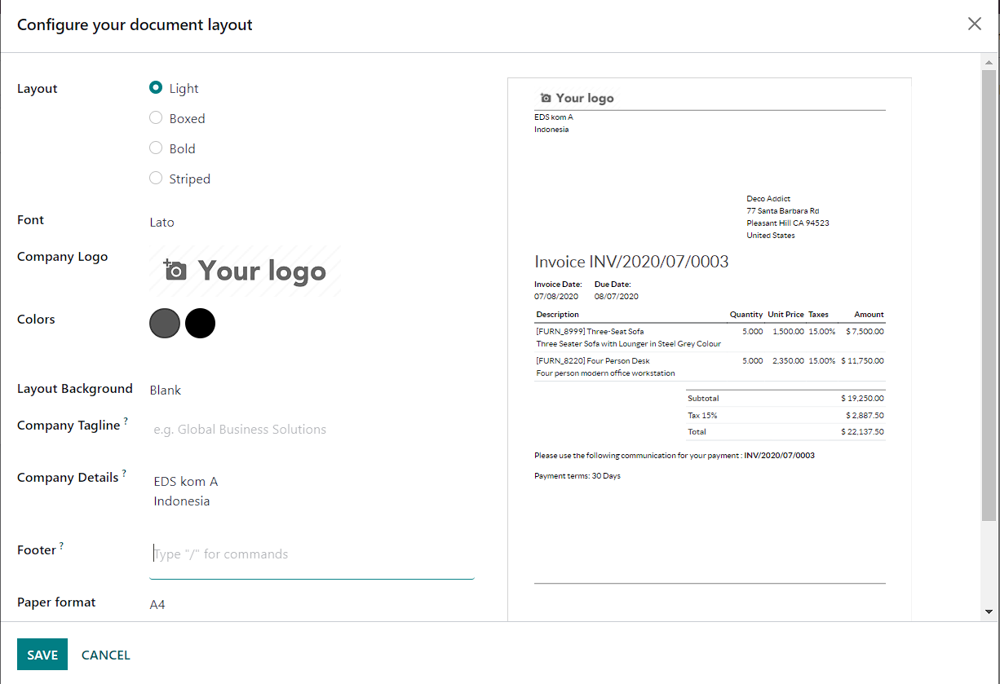 Configure your document layout
Layout
Light
Boxed
Bold
Striped
Font
Lato
Company Logo
Your logo
Colors
Layout Background
Blank
Company Tagline ?
e.g. Global Business Solutions
Company Details ?
EDS kom A
Indonesia
Footer ?
Type "/" for commands
Paper format
A4
SAVE CANCEL
Your logo
EDS kom A
Indonesia
Deco Addict
77 Santa Barbara Rd
Pleasant Hill CA 94523
United States
Invoice INV/2020/07/0003
Invoice Date: Due Date:
07/08/2020 08/07/2020
Description Quantity Unit Price Taxes Amount
[FURN_8999] Three-Seat Sofa 5.000 1,500.00 15.00% $ 7,500.00
Three Seater Sofa with Lounger in Steel Grey Colour
[FURN_8220] Four Person Desk 5.000 2,350.00 15.00% $ 11,750.00
Four person modern office workstation
Subtotal $ 19,250.00
Tax 15% $ 2,887.50
Total $ 22,137.50
Please use the following communication for your payment : INV/2020/07/0003
Payment terms: 30 Days